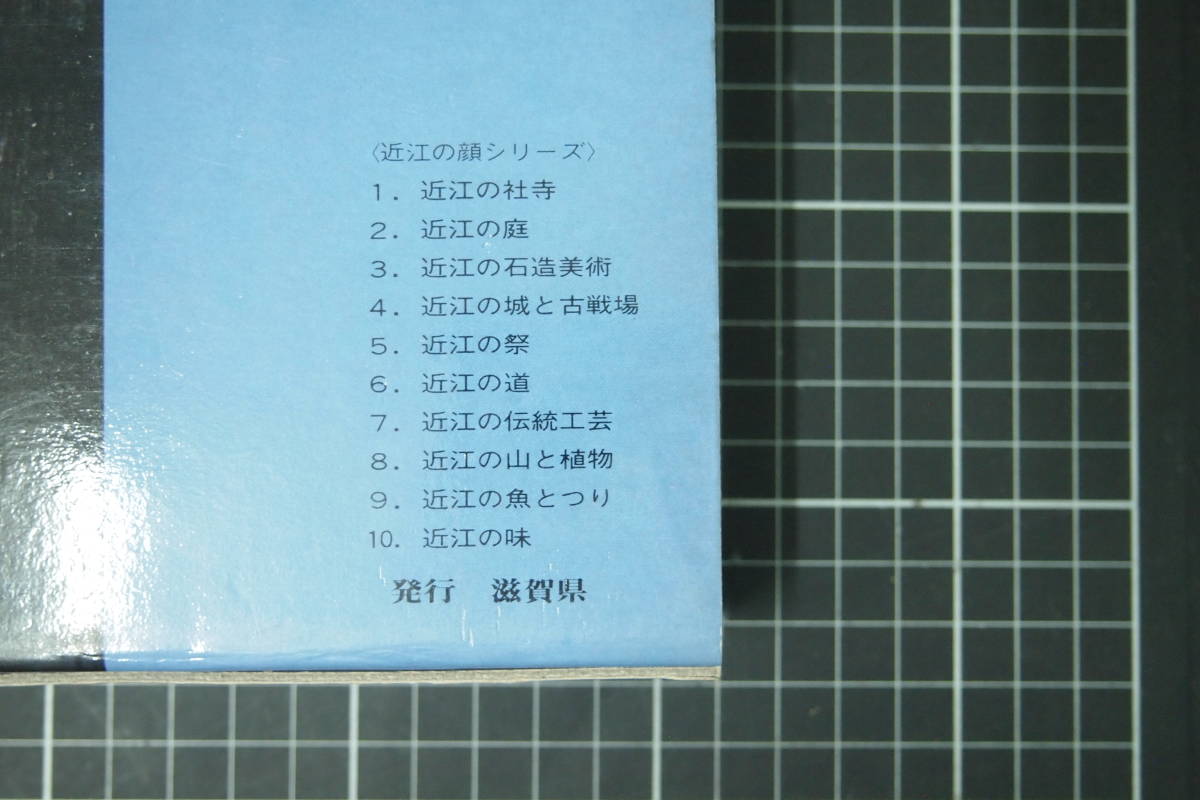 〈近江の顔シリーズ〉
1. 近江の社寺
2. 近江の庭
3. 近江の石造美術
4. 近江の城と古戦場
5. 近江の祭
6. 近江の道
7. 近江の伝統工芸
8. 近江の山と植物
9. 近江の魚とつり
10. 近江の味
発行 滋賀県